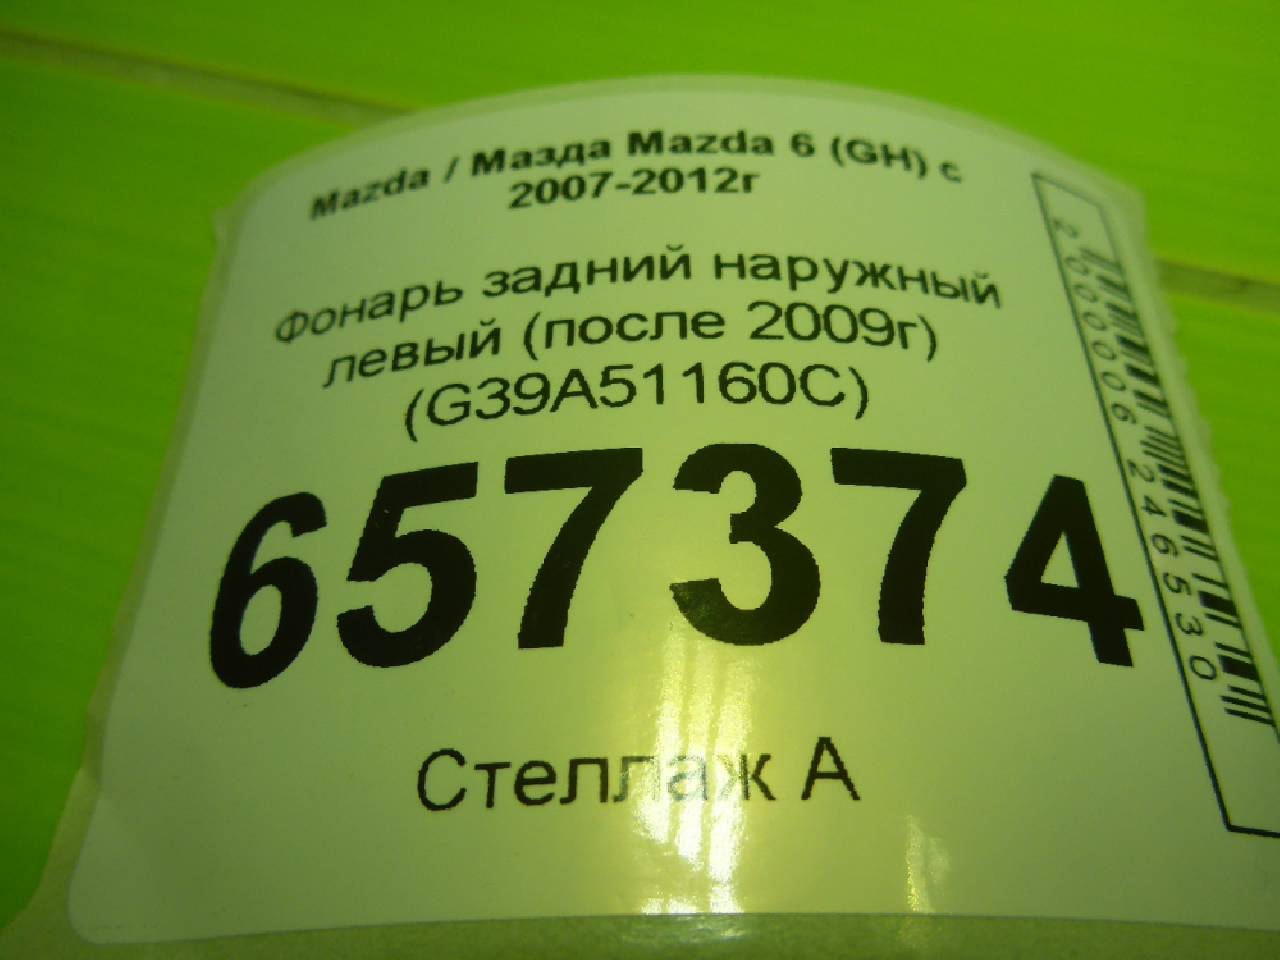 Mazda / Мазда Mazda 6 (GH) с
2007-2012г
Фонарь задний наружный
левый (после 2009г)
(G39A51160C)
657374
Стеллаж А
2000006246530